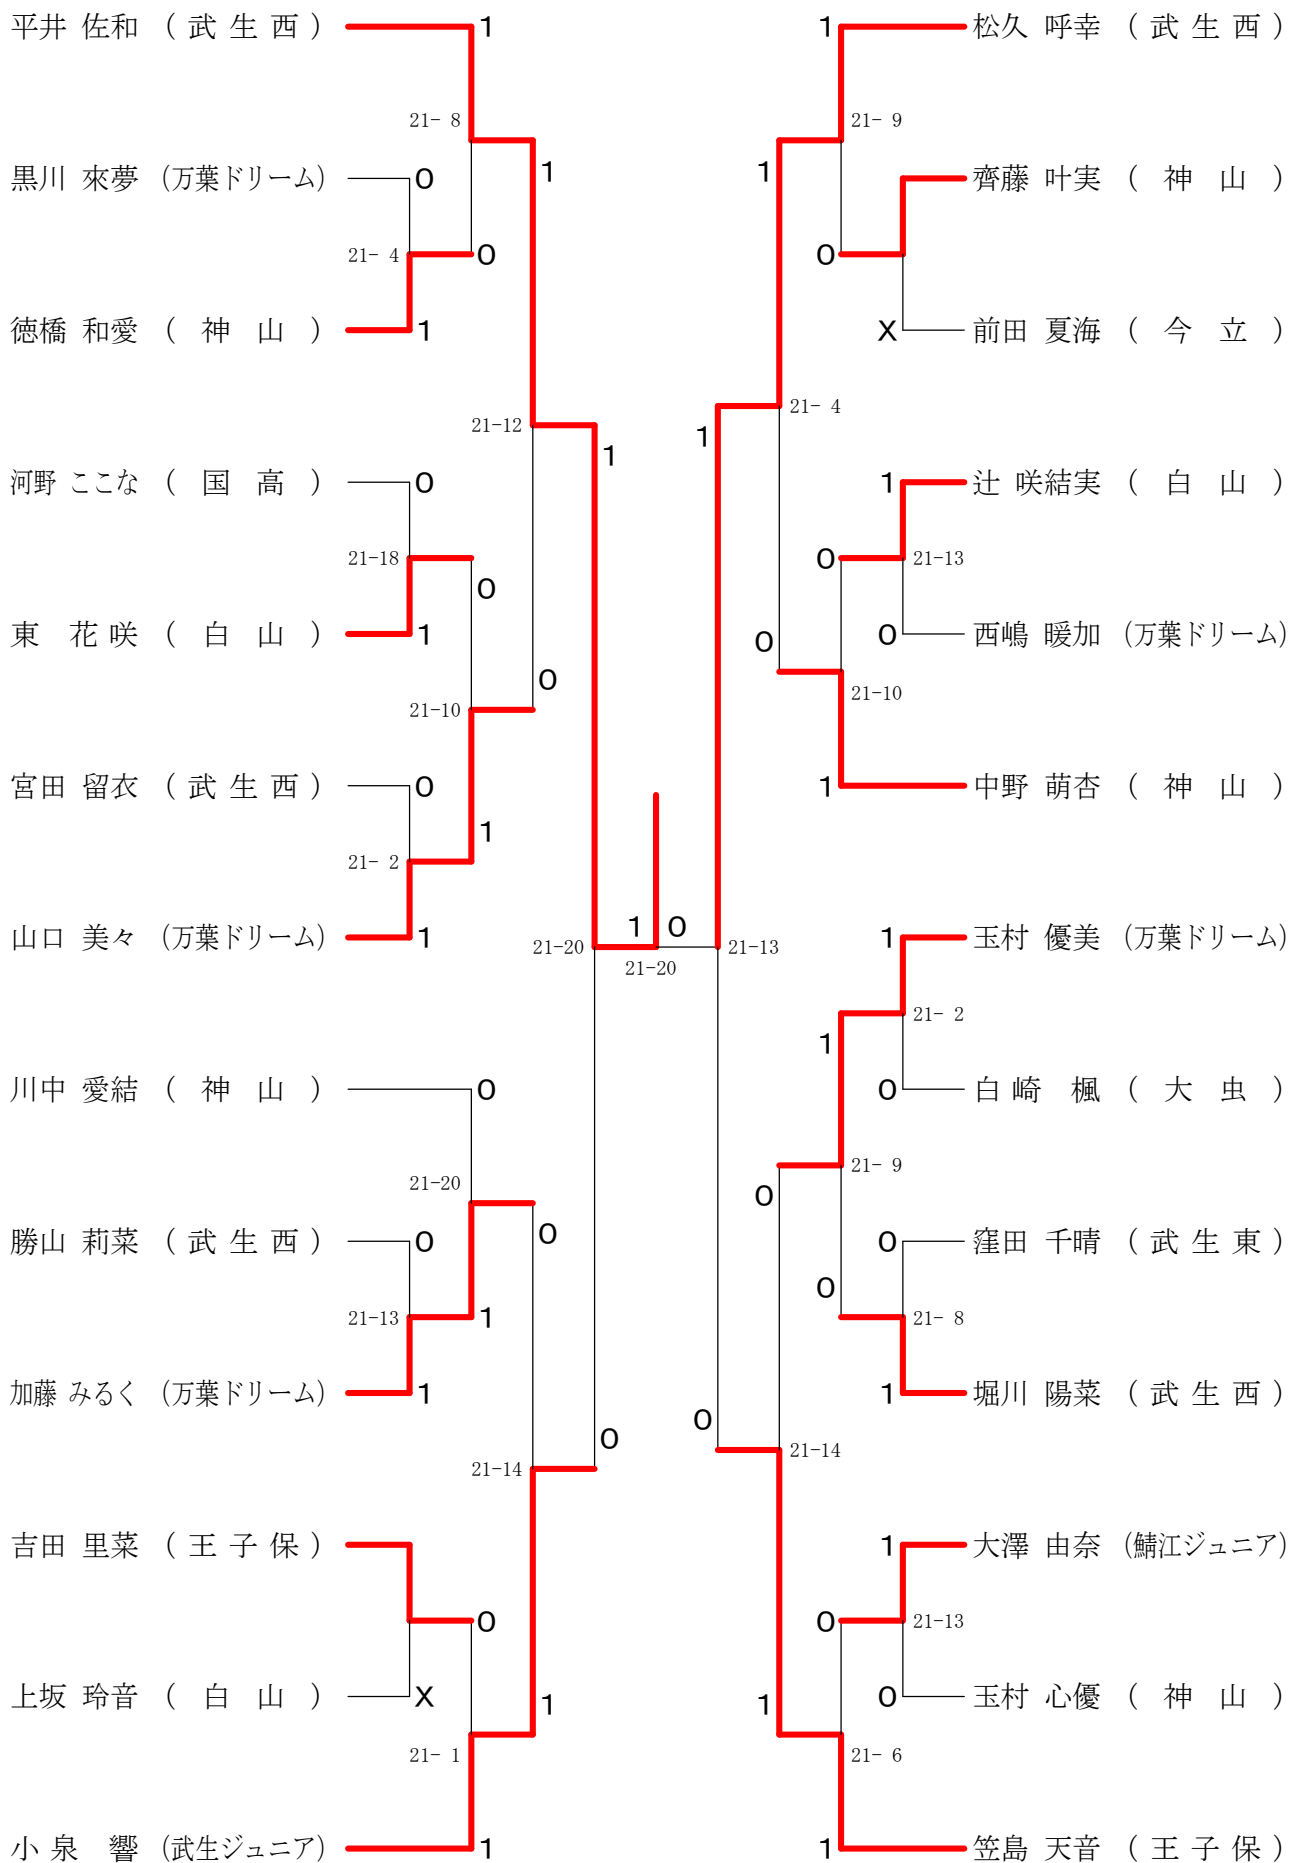 平井 佐和 （ 武 生 西 ） 1
21- 8
1
黒川 來夢 （万葉ドリーム） 0
21- 4 0
徳橋 和愛 （ 神 山 ） 1
21-12
1
河野 ここな （ 国 高 ） 0
21-18
0
東 花 咲 （ 白 山 ） 1
0
21-10
宮田 留衣 （ 武 生 西 ） 0
1
21- 2
山口 美々 （万葉ドリーム） 1
21-20
川中 愛結 （ 神 山 ） 0
21-20
0
勝山 莉菜 （ 武 生 西 ） 0
21-13 1
加藤 みるく （万葉ドリーム） 1
0
21-14
吉田 里菜 （ 王 子 保 ）
0
上坂 玲音 （ 白 山 ） X
1
21- 1
小 泉 響 （武生ジュニア） 1
1 0
21-20
1 松久 呼幸 （ 武 生 西 ）
21- 9
1
齊藤 叶実 （ 神 山 ）
0
X 前田 夏海 （ 今 立 ）
21- 4
1
1 辻 咲結実 （ 白 山 ）
0 21-13
0 西嶋 暖加 （万葉ドリーム）
0
21-10
1 中野 萌杏 （ 神 山 ）
1 玉村 優美 （万葉ドリーム）
21-13
21- 2
1
0 白 崎 楓 （ 大 虫 ）
21- 9
0
0 窪田 千晴 （ 武 生 東 ）
0
21- 8
1 堀川 陽菜 （ 武 生 西 ）
0
21-14
1 大澤 由奈 （鯖江ジュニア）
0 21-13
0 玉村 心優 （ 神 山 ）
1
21- 6
1 笠島 天音 （ 王 子 保 ）